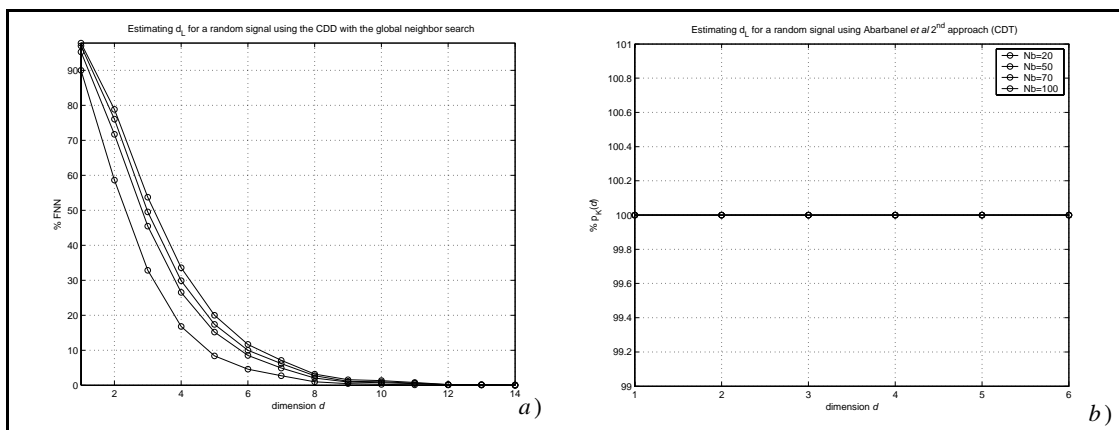 Estimating d_L for a random signal using the CDD with the global neighbor search
90
80
70
60
50
40
30
20
10
0
% FNN
2
4
6
8
10
12
14
dimension d
a )
Estimating d_L for a random signal using Abarbanel et al 2^nd approach (CDT)
101
100.8
100.6
100.4
100.2
100
99.8
99.6
99.4
99.2
99
% p_K(d)
Nb=20
Nb=50
Nb=70
Nb=100
1
2
3
4
5
6
dimension d
b )